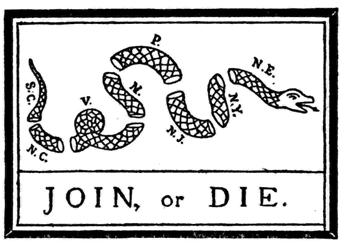 S.C.
N.C.
V.
M.
P.
N.J.
N.Y.
N.E.
JOIN, or DIE.